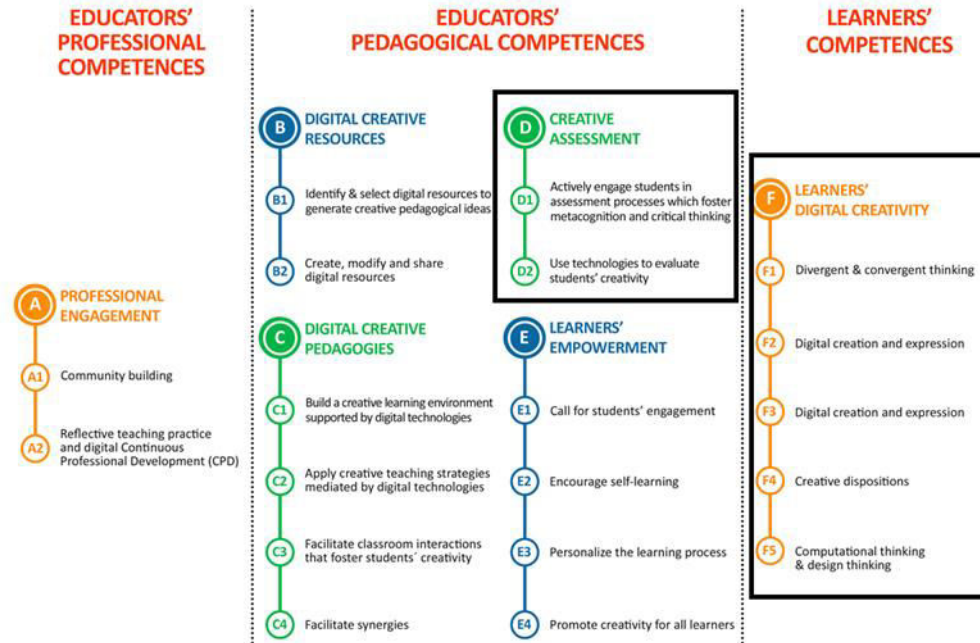 EDUCATORS'
PROFESSIONAL
COMPETENCES
A
PROFESSIONAL
ENGAGEMENT
A1
Community building
A2
Reflective teaching practice
and digital Continuous
Professional Development (CPD)
EDUCATORS'
PEDAGOGICAL COMPETENCES
B
DIGITAL CREATIVE
RESOURCES
B1
Identify & select digital resources to
generate creative pedagogical ideas
B2
Create, modify and share
digital resources
C
DIGITAL CREATIVE
PEDAGOGIES
C1
Build a creative learning environment
supported by digital technologies
C2
Apply creative teaching strategies
mediated by digital technologies
C3
Facilitate classroom interactions
that foster students´ creativity
C4
Facilitate synergies
D
CREATIVE
ASSESSMENT
D1
Actively engage students in
assessment processes which foster
metacognition and critical thinking
D2
Use technologies to evaluate
students' creativity
E
LEARNERS'
EMPOWERMENT
E1
Call for students' engagement
E2
Encourage self-learning
E3
Personalize the learning process
E4
Promote creativity for all learners
LEARNERS'
COMPETENCES
F
LEARNERS'
DIGITAL CREATIVITY
F1
Divergent & convergent thinking
F2
Digital creation and expression
F3
Digital creation and expression
F4
Creative dispositions
F5
Computational thinking
& design thinking